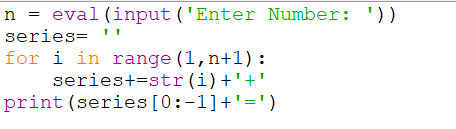 n = eval(input('Enter Number: '))
series= ''
for i in range(1,n+1):
    series+=str(i)+'+'
print(series[0:-1]+'=')